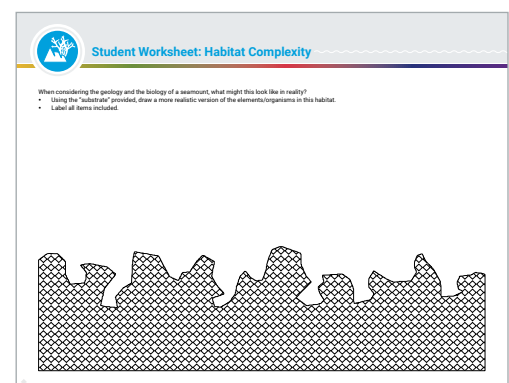 Student Worksheet: Habitat Complexity
When considering the geology and the biology of a seamount, what might this look like in reality?
• Using the "substrate" provided, draw a more realistic version of the elements/organisms in this habitat.
• Label all items included.